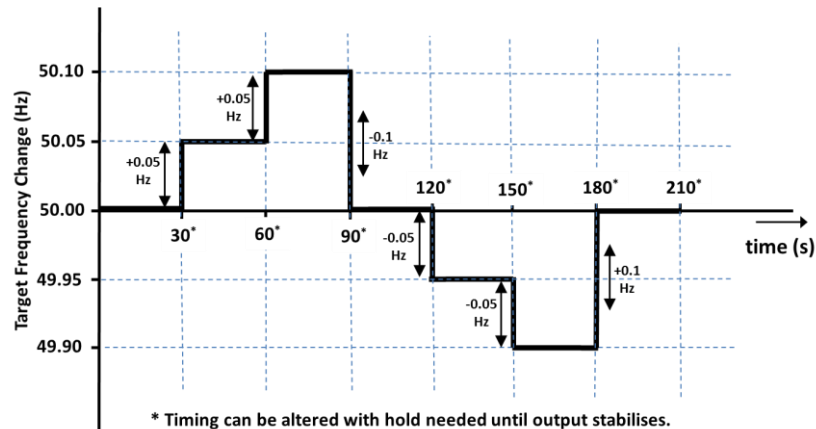 Target Frequency Change (Hz)
50.10
50.05
50.00
49.95
49.90
+0.05
Hz
+0.05
Hz
-0.1
Hz
-0.05
Hz
-0.05
Hz
+0.1
Hz
30*
60*
90*
120*
150*
180*
210*
time (s)
* Timing can be altered with hold needed until output stabilises.